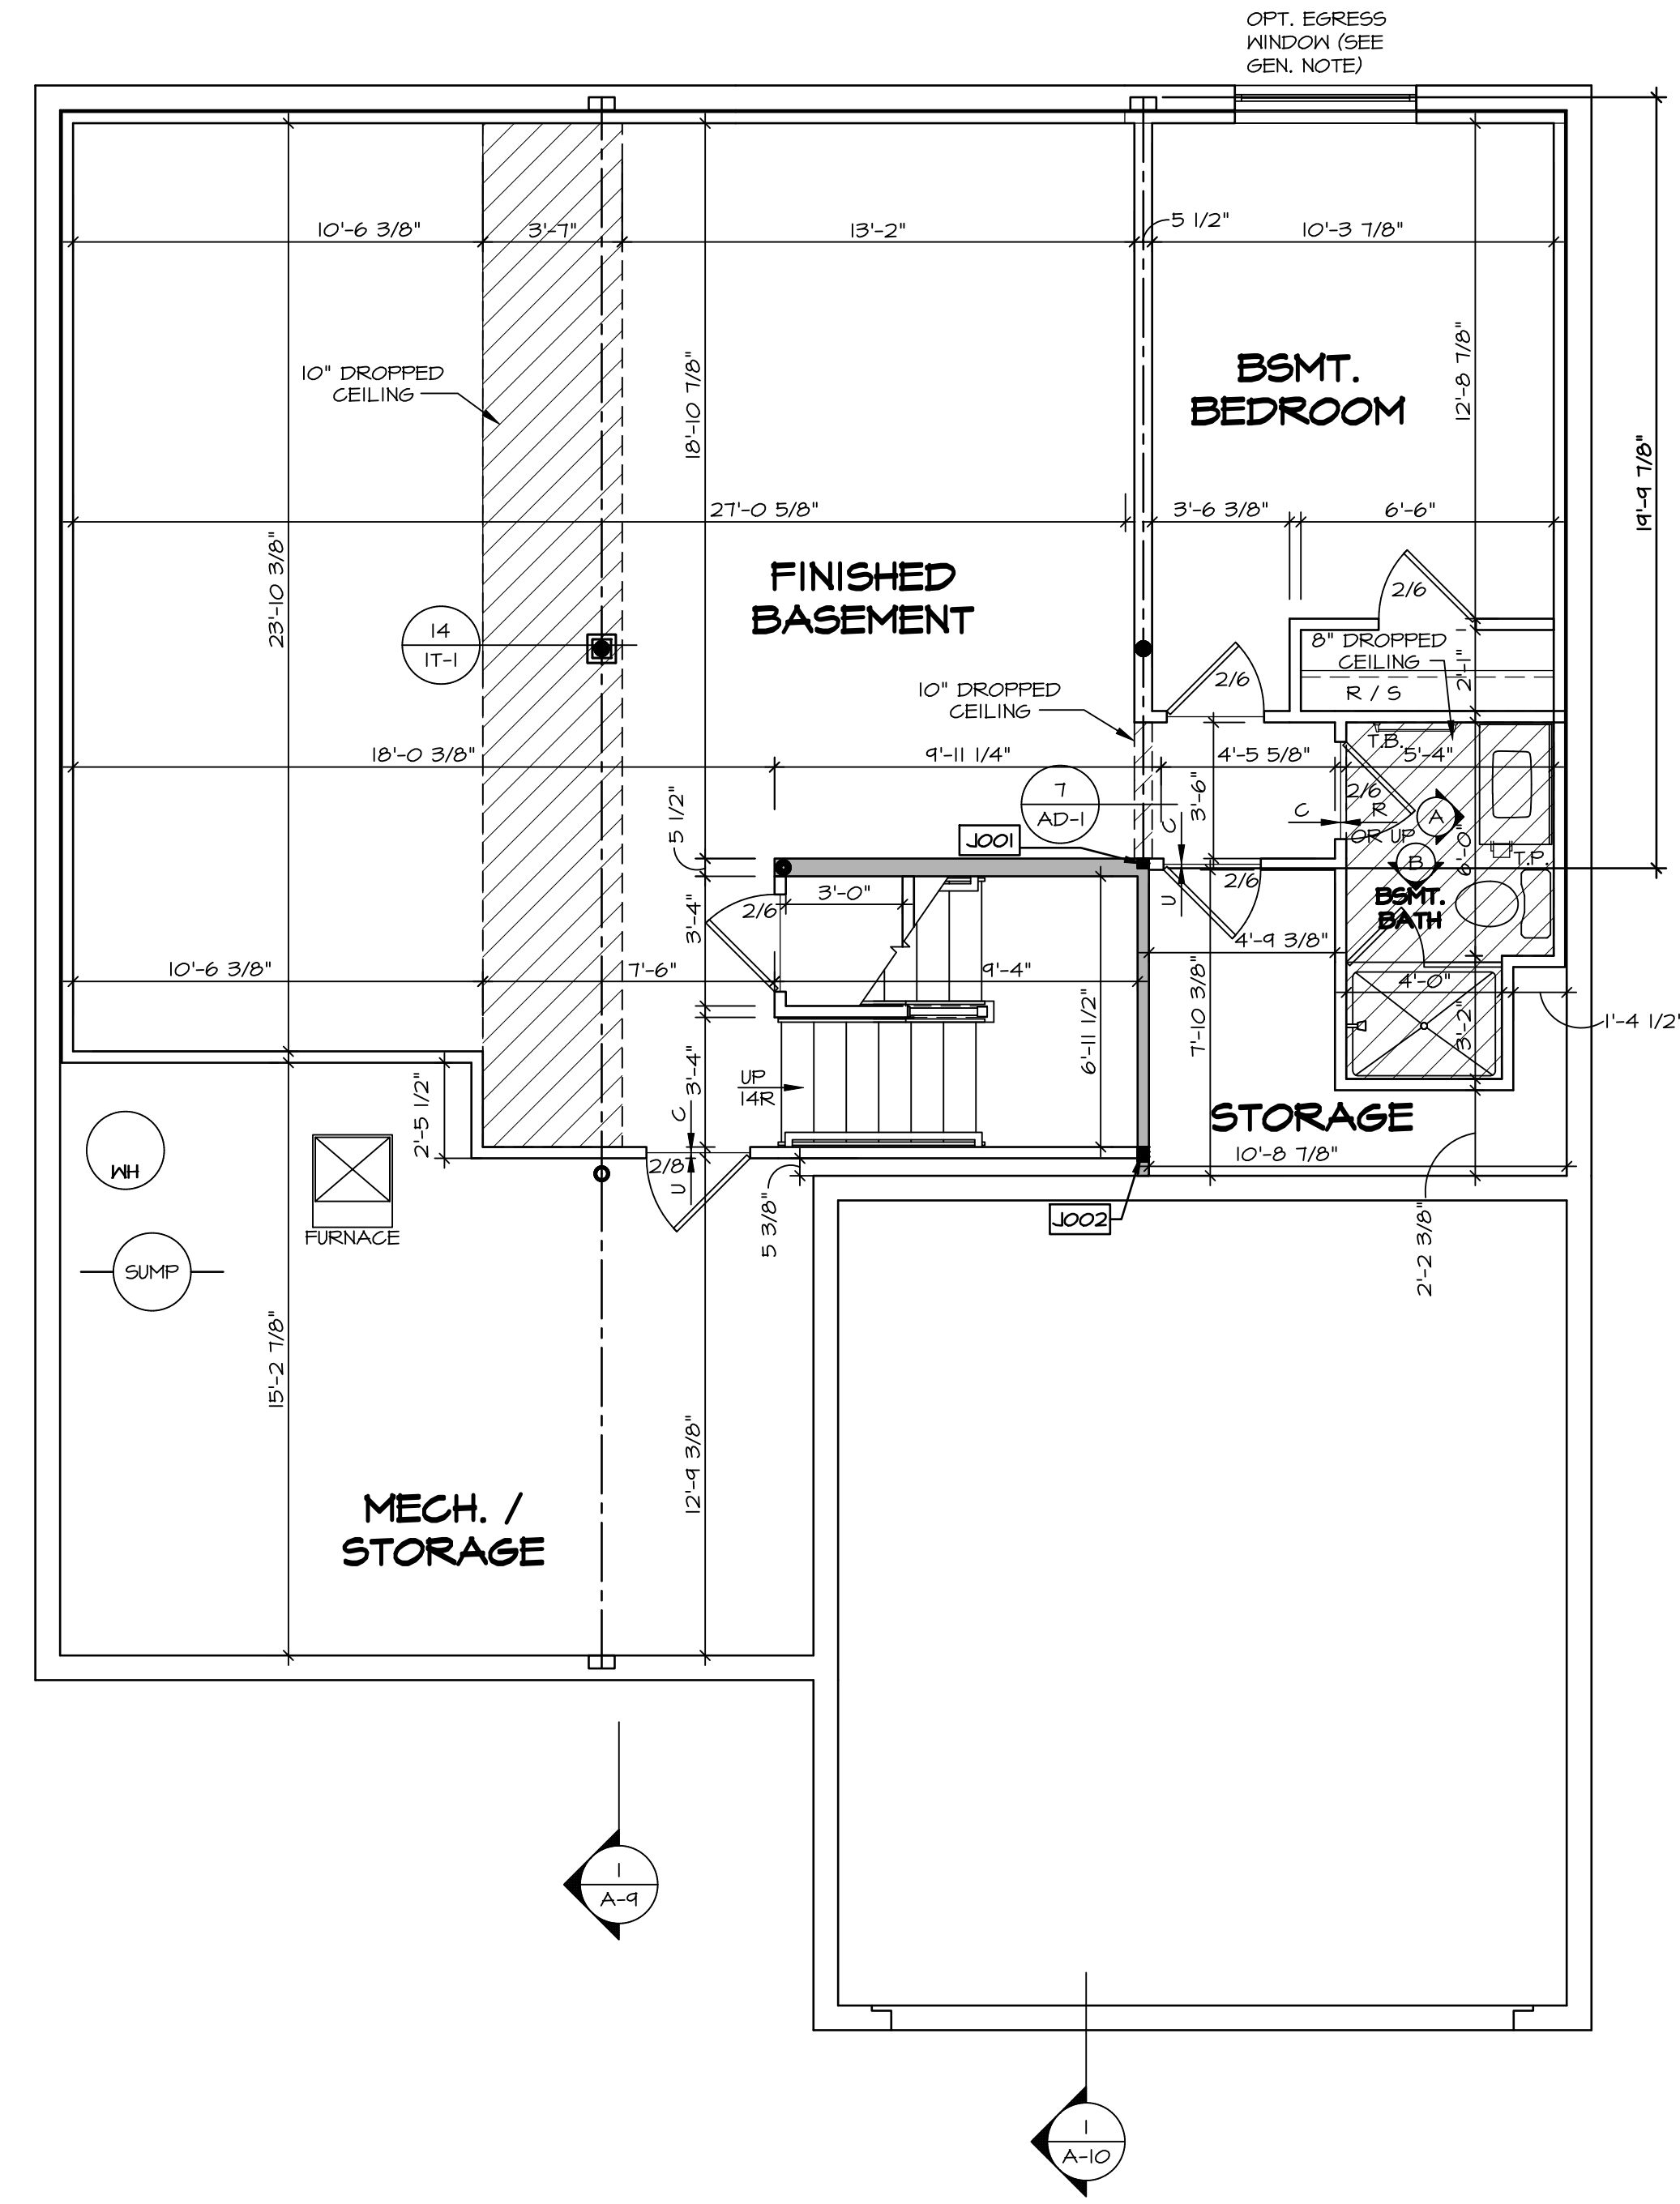 OPT. EGRESS
WINDOW (SEE
GEN. NOTE)
10'-6 3/8"
3'-7"
13'-2"
5 1/2"
10'-3 7/8"
10" DROPPED
CEILING
18'-10 7/8"
BSMT.
BEDROOM
12'-8 7/8"
19'-9 7/8"
27'-0 5/8"
3'-6 3/8"
6'-6"
23'-10 3/8"
FINISHED
BASEMENT
2/6
14
IT-1
8" DROPPED
CEILING
2'-1"
R / S
2/6
10" DROPPED
CEILING
18'-0 3/8"
9'-11 1/4"
4'-5 5/8"
T.B.
5'-4"
5 1/2"
7
AD-1
3'-6"
2/6
C
R
OR UP
A
J001
C
B
6'-0"
T.P.
3'-4"
2/6
3'-0"
U
2/6
BSMT.
BATH
4'-9 3/8"
10'-6 3/8"
7'-6"
9'-4"
4'-0"
6'-11 1/2"
7'-10 3/8"
3'-2"
1'-4 1/2"
2'-5 1/2"
UP
14R
3'-4"
C
STORAGE
10'-8 7/8"
WH
2/8
U
5 3/8"
J002
2'-2 3/8"
FURNACE
SUMP
15'-2 7/8"
12'-9 3/8"
MECH. /
STORAGE
1
A-9
1
A-10